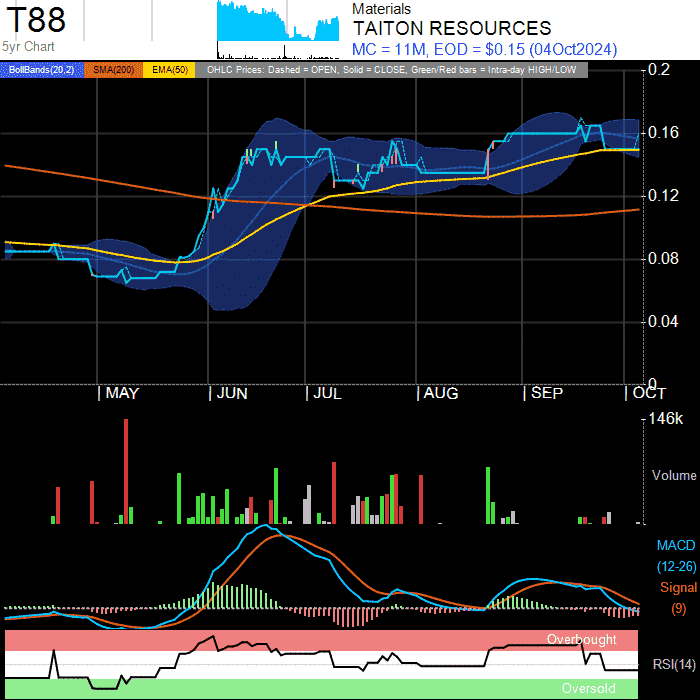 T88
5yr Chart
Materials
TAITON RESOURCES
MC = 11M, EOD = $0.15 (04Oct2024)
BollBands(20,2) SMA(200) EMA(50) OHLC Prices: Dashed = OPEN, Solid = CLOSE, Green/Red bars = Intra-day HIGH/LOW
0.2
0.16
0.12
0.08
0.04
0
| MAY | JUN | JUL | AUG | SEP | OCT
146k
Volume
MACD
(12-26)
Signal
(9)
Overbought
RSI(14)
Oversold